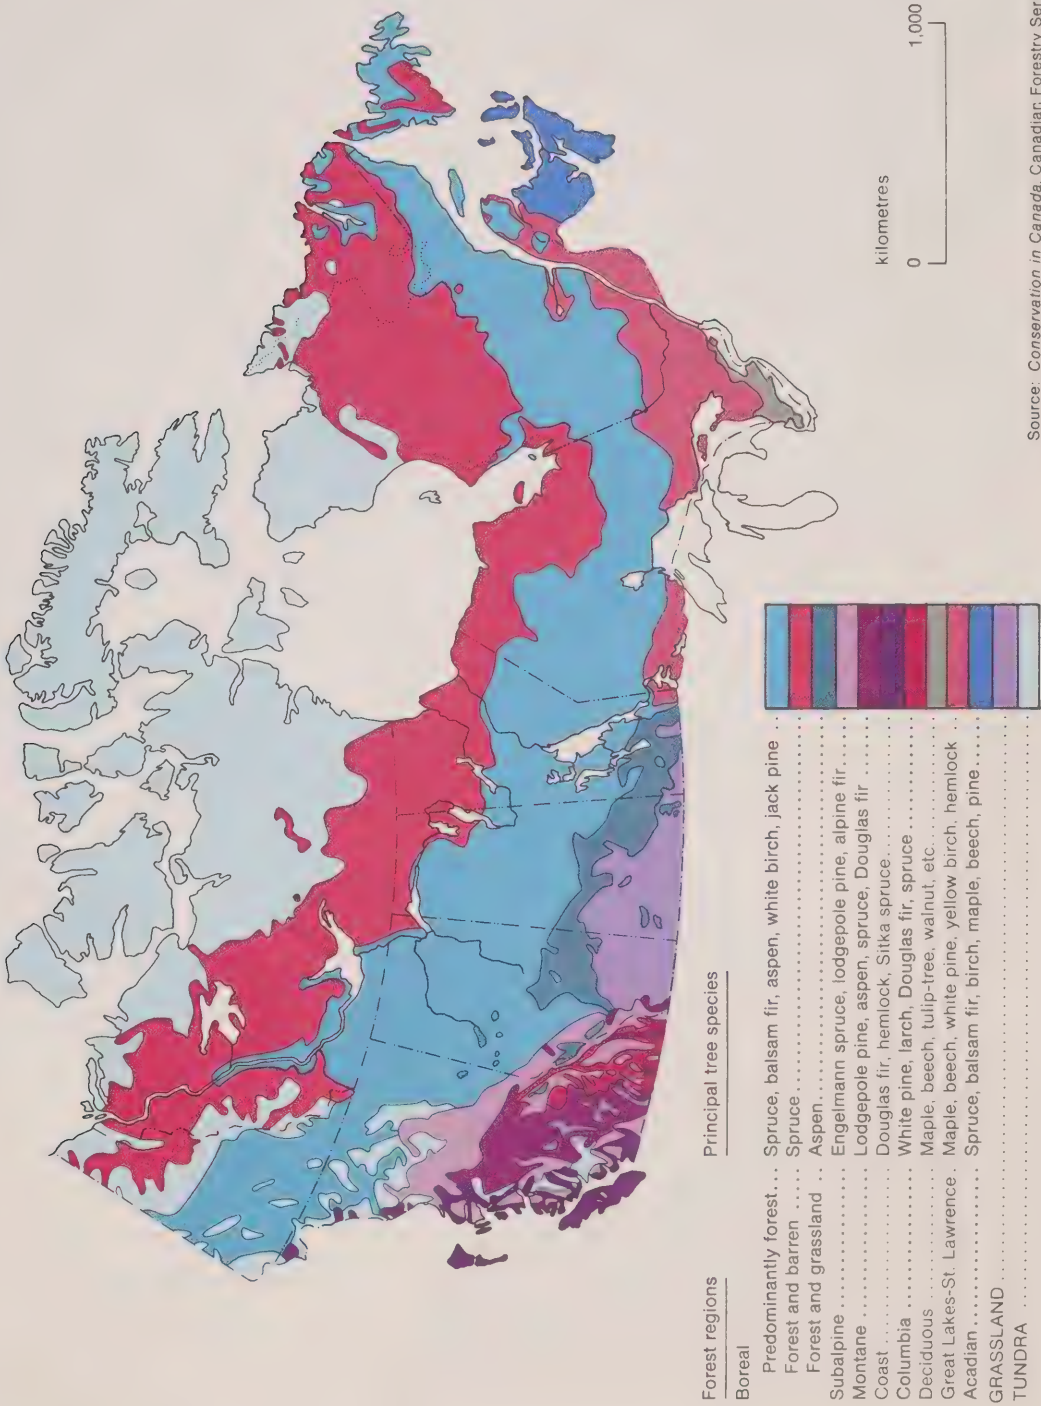 kilometres
0 1,000
Forest regions Principal tree species
Boreal
Predominantly forest.... Spruce, balsam fir, aspen, white birch, jack pine ..
Forest and barren .... Spruce..............................
Forest and grassland .. Aspen..............................
Subalpine .................. Engelmann spruce, lodgepole pine, alpine fir.....
Montane .................. Lodgepole pine, aspen, spruce, Douglas fir ......
Coast .................. Douglas fir, hemlock, Sitka spruce............
Columbia .................. White pine, larch, Douglas fir, spruce ..........
Deciduous .................. Maple, beech, tulip-tree, walnut, etc............
Great Lakes-St. Lawrence Maple, beech, white pine, yellow birch, hemlock
Acadian .................. Spruce, balsam fir, birch, maple, beech, pine.....
GRASSLAND..............................
TUNDRA ..............................
Source: Conservation in Canada, Canadian Forestry Ser